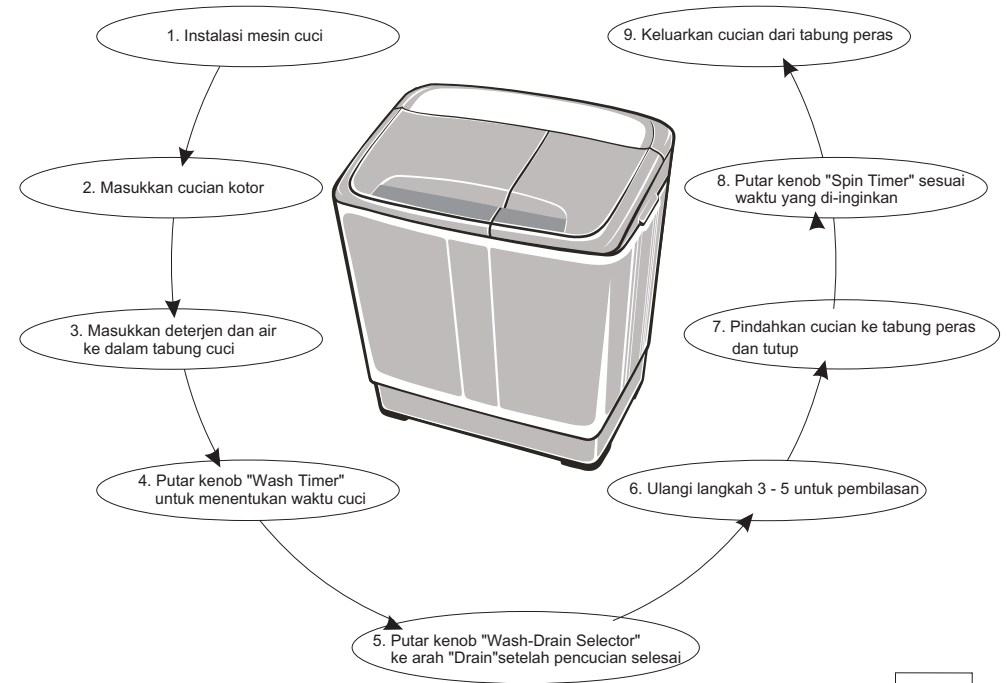 1. Instalasi mesin cuci
2. Masukkan cucian kotor
3. Masukkan deterjen dan air
ke dalam tabung cuci
4. Putar kenob "Wash Timer"
untuk menentukan waktu cuci
5. Putar kenob "Wash-Drain Selector"
ke arah "Drain"setelah pencucian selesai
6. Ulangi langkah 3 - 5 untuk pembilasan
7. Pindahkan cucian ke tabung peras
dan tutup
8. Putar kenob "Spin Timer" sesuai
waktu yang di-inginkan
9. Keluarkan cucian dari tabung peras